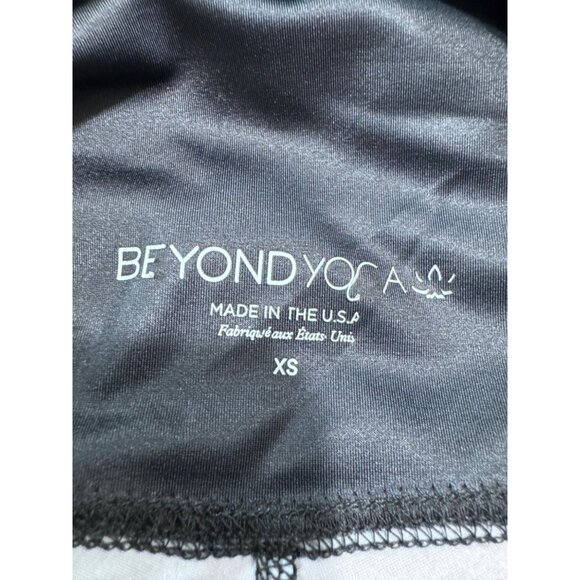 BEYOND YOGA
MADE IN THE U.S.A
Fabriqué aux États-Unis
XS